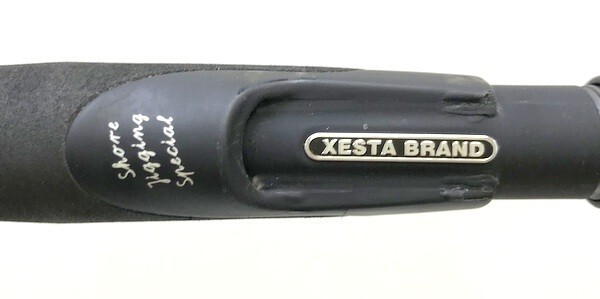 Shore
Jigging
Special
XESTA BRAND